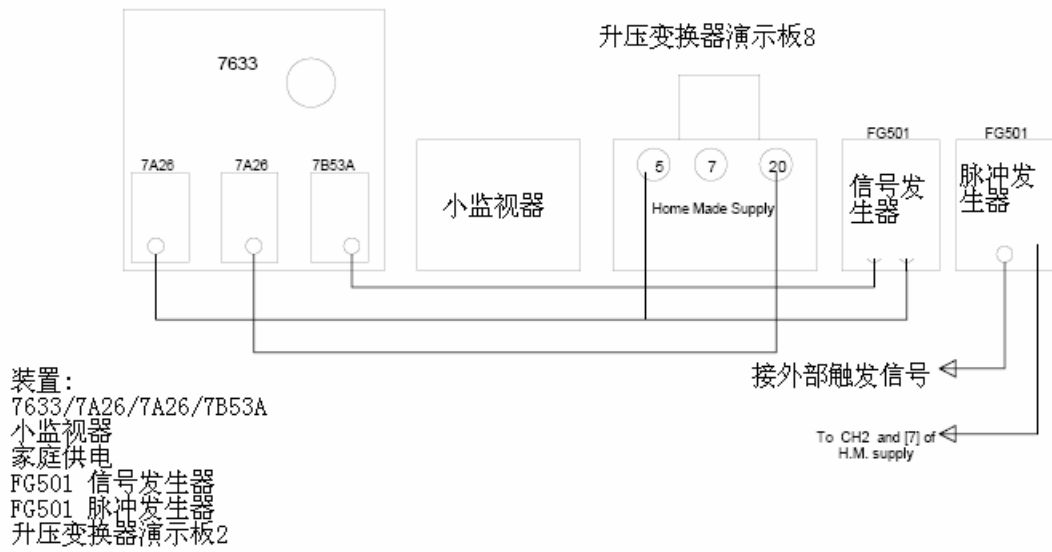 升压变换器演示板8
7633
7A26
7A26
7B53A
小监视器
5
7
20
Home Made Supply
FG501
信号发
生器
FG501
脉冲发
生器
接外部触发信号
To CH2 and [7] of
H.M. supply
装置:
7633/7A26/7A26/7B53A
小监视器
家庭供电
FG501 信号发生器
FG501 脉冲发生器
升压变换器演示板2